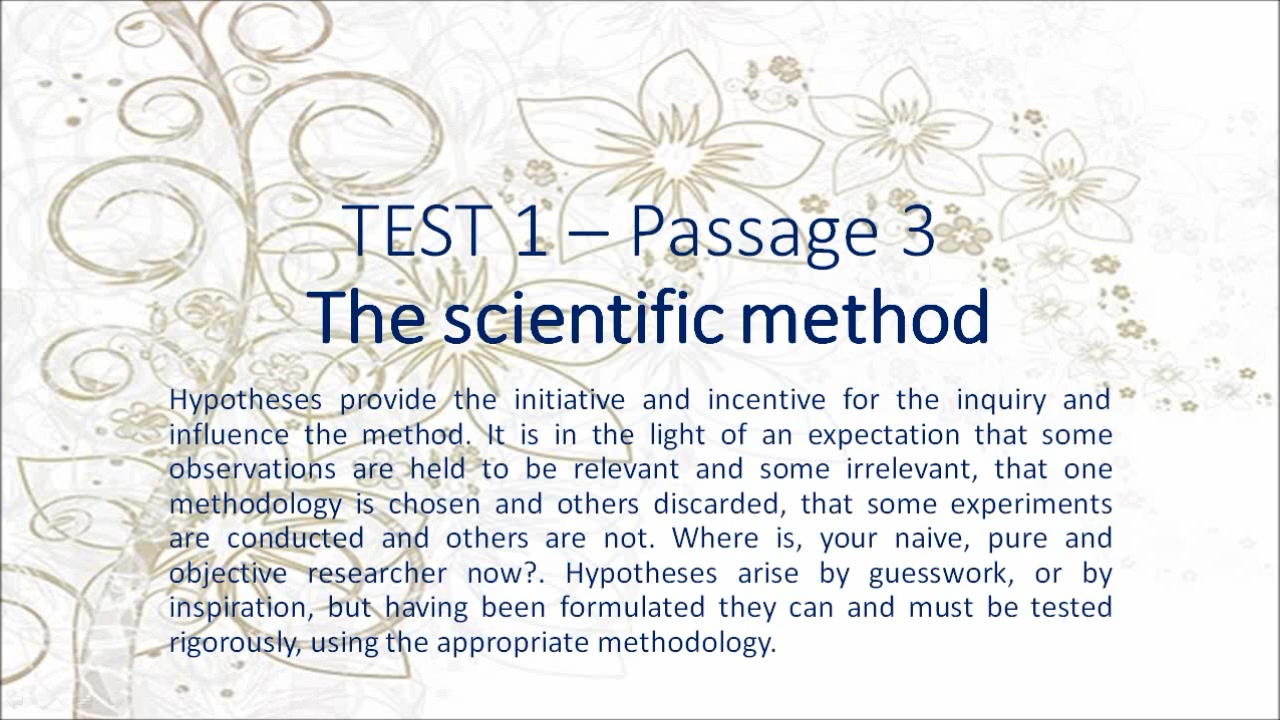 TEST 1 – Passage 3
The scientific method
Hypotheses provide the initiative and incentive for the inquiry and
influence the method. It is in the light of an expectation that some
observations are held to be relevant and some irrelevant, that one
methodology is chosen and others discarded, that some experiments
are conducted and others are not. Where is, your naive, pure and
objective researcher now?. Hypotheses arise by guesswork, or by
inspiration, but having been formulated they can and must be tested
rigorously, using the appropriate methodology.